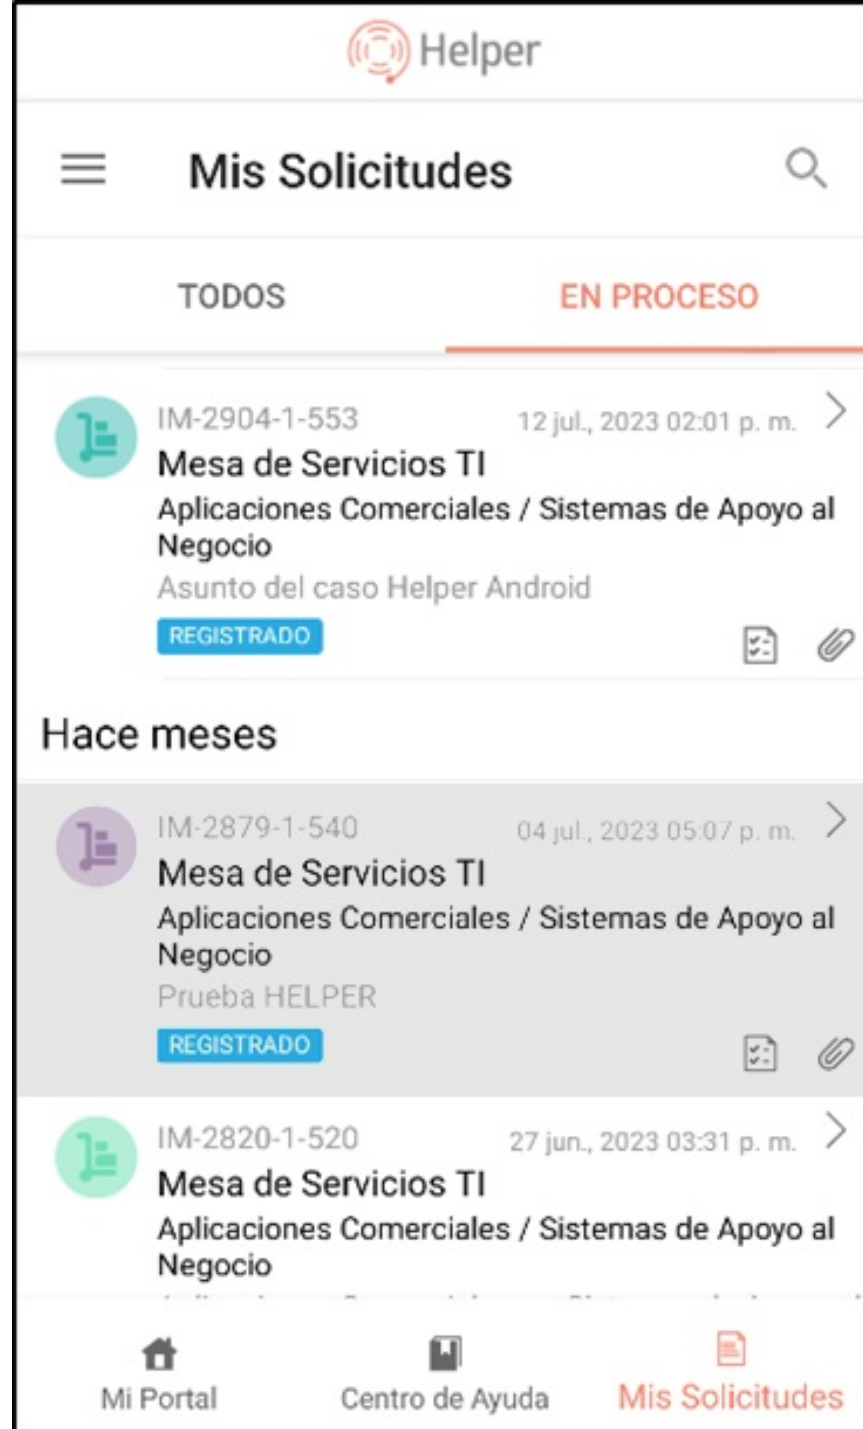 Helper
Mis Solicitudes
TODOS
EN PROCESO
IM-2904-1-553
12 jul., 2023 02:01 p. m.
Mesa de Servicios TI
Aplicaciones Comerciales / Sistemas de Apoyo al
Negocio
Asunto del caso Helper Android
REGISTRADO
Hace meses
IM-2879-1-540
04 jul., 2023 05:07 p. m.
Mesa de Servicios TI
Aplicaciones Comerciales / Sistemas de Apoyo al
Negocio
Prueba HELPER
REGISTRADO
IM-2820-1-520
27 jun., 2023 03:31 p. m.
Mesa de Servicios TI
Aplicaciones Comerciales / Sistemas de Apoyo al
Negocio
Mi Portal
Centro de Ayuda
Mis Solicitudes